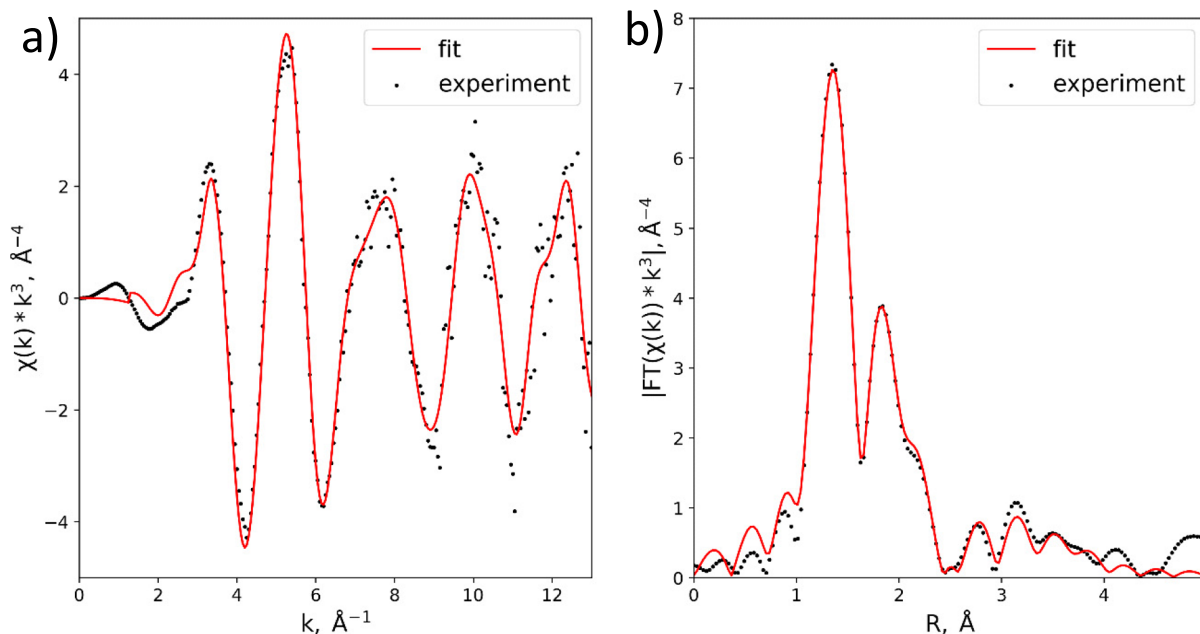 a)
fit
experiment
χ(k)*k³, Å⁻⁴
4
2
0
−2
−4
0 2 4 6 8 10 12
k, Å⁻¹
b)
fit
experiment
|FT(χ(k))*k³|, Å⁻⁴
8
7
6
5
4
3
2
1
0
0 1 2 3 4
R, Å